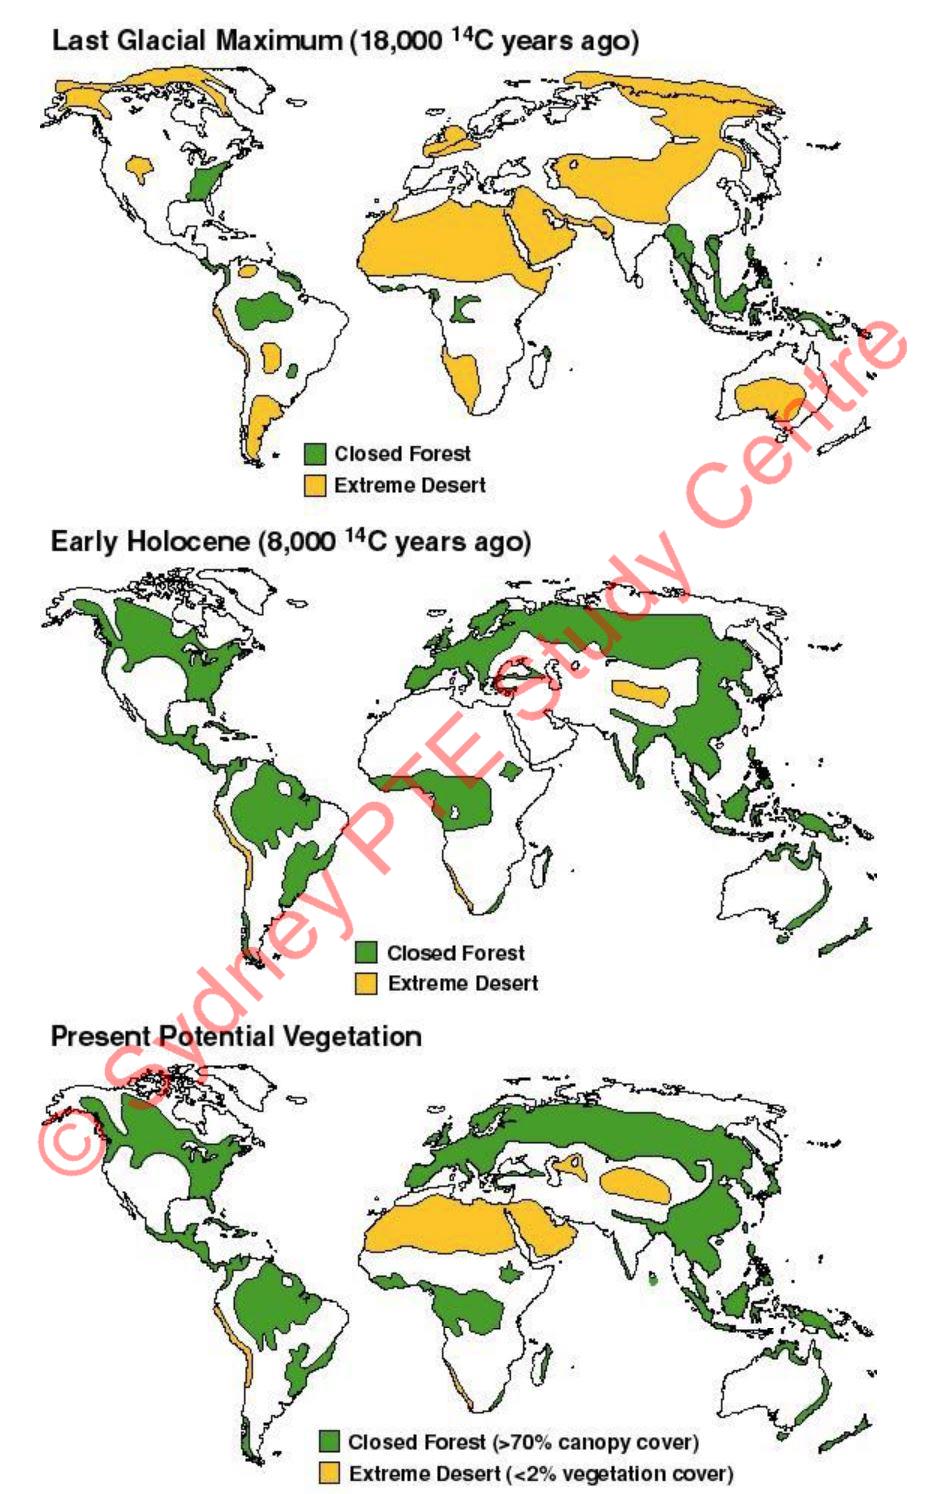 Last Glacial Maximum (18,000 ¹⁴C years ago)
Closed Forest
Extreme Desert
Early Holocene (8,000 ¹⁴C years ago)
Closed Forest
Extreme Desert
Present Potential Vegetation
Closed Forest (>70% canopy cover)
Extreme Desert (<2% vegetation cover)
© Sydney PTE Study Centre